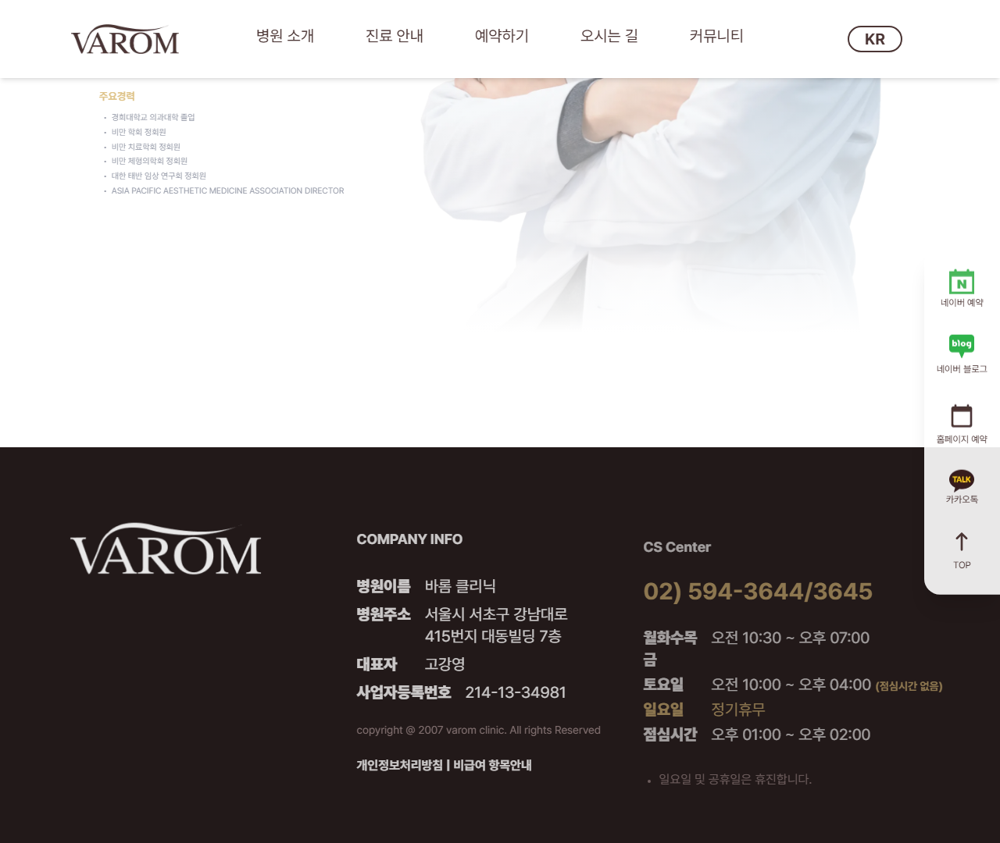 VAROM
병원 소개
진료 안내
예약하기
오시는 길
커뮤니티
KR
주요경력
• 경희대학교 의과대학 졸업
• 비만 학회 정회원
• 비만 치료학회 정회원
• 비만 체형의학회 정회원
• 대한 태반 임상 연구회 정회원
• ASIA PACIFIC AESTHETIC MEDICINE ASSOCIATION DIRECTOR
N
네이버 예약
blog
네이버 블로그
홈페이지 예약
TALK
카카오톡
TOP
VAROM
COMPANY INFO
병원이름 바롬 클리닉
병원주소 서울시 서초구 강남대로
415번지 대동빌딩 7층
대표자 고강영
사업자등록번호 214-13-34981
copyright @ 2007 varom clinic. All rights Reserved
개인정보처리방침 | 비급여 항목안내
CS Center
02) 594-3644/3645
월화수목 오전 10:30 ~ 오후 07:00
금
토요일 오전 10:00 ~ 오후 04:00 (점심시간 없음)
일요일 정기휴무
점심시간 오후 01:00 ~ 오후 02:00
• 일요일 및 공휴일은 휴진합니다.